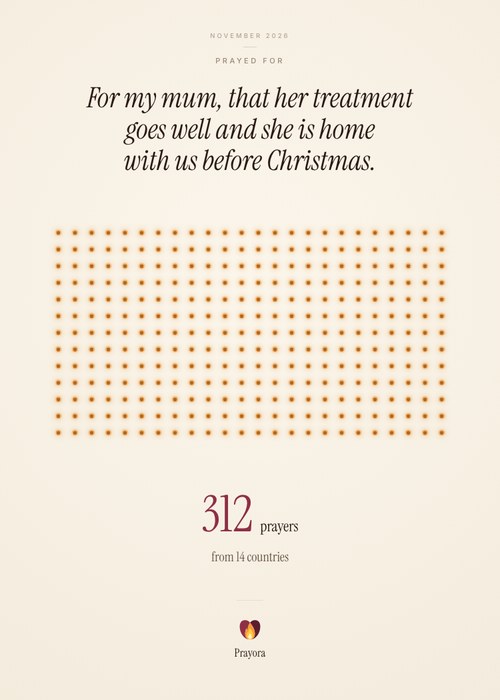 NOVEMBER 2026
PRAYED FOR
For my mum, that her treatment
goes well and she is home
with us before Christmas.
312 prayers
from 14 countries
Prayora